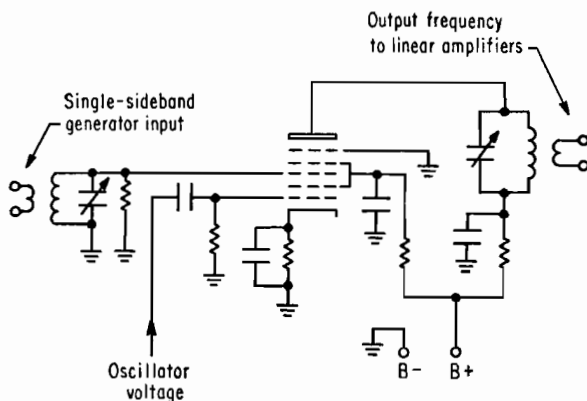 Output frequency
to linear amplifiers
Single-sideband
generator input
Oscillator
voltage
B-
B+